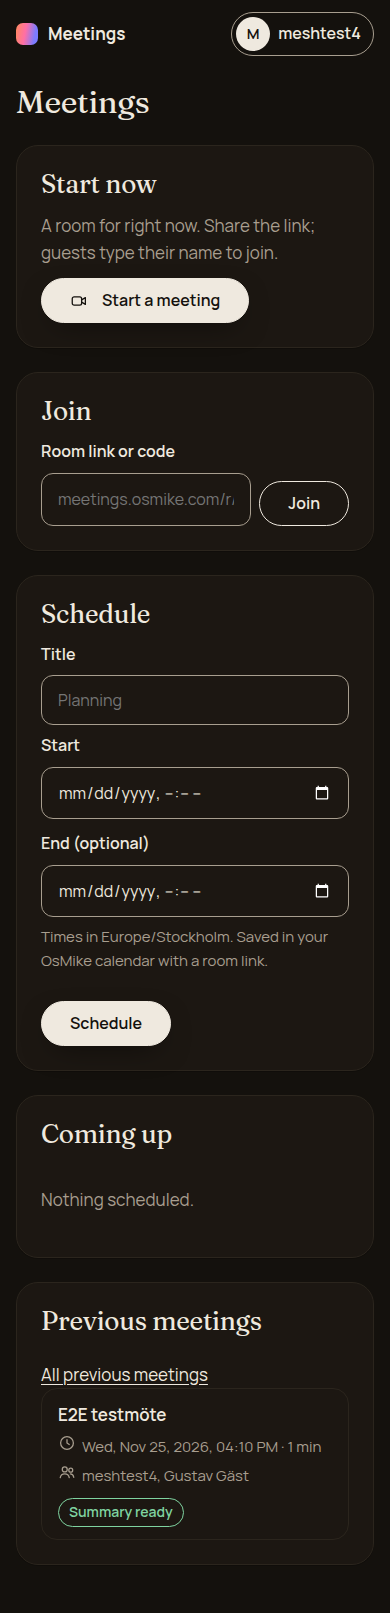 Meetings
M meshtest4
Meetings
Start now
A room for right now. Share the link;
guests type their name to join.
Start a meeting
Join
Room link or code
meetings.osmike.com/r/
Join
Schedule
Title
Planning
Start
mm/dd/yyyy, --:-- --
End (optional)
mm/dd/yyyy, --:-- --
Times in Europe/Stockholm. Saved in your
OsMike calendar with a room link.
Schedule
Coming up
Nothing scheduled.
Previous meetings
All previous meetings
E2E testmöte
Wed, Nov 25, 2026, 04:10 PM · 1 min
meshtest4, Gustav Gäst
Summary ready